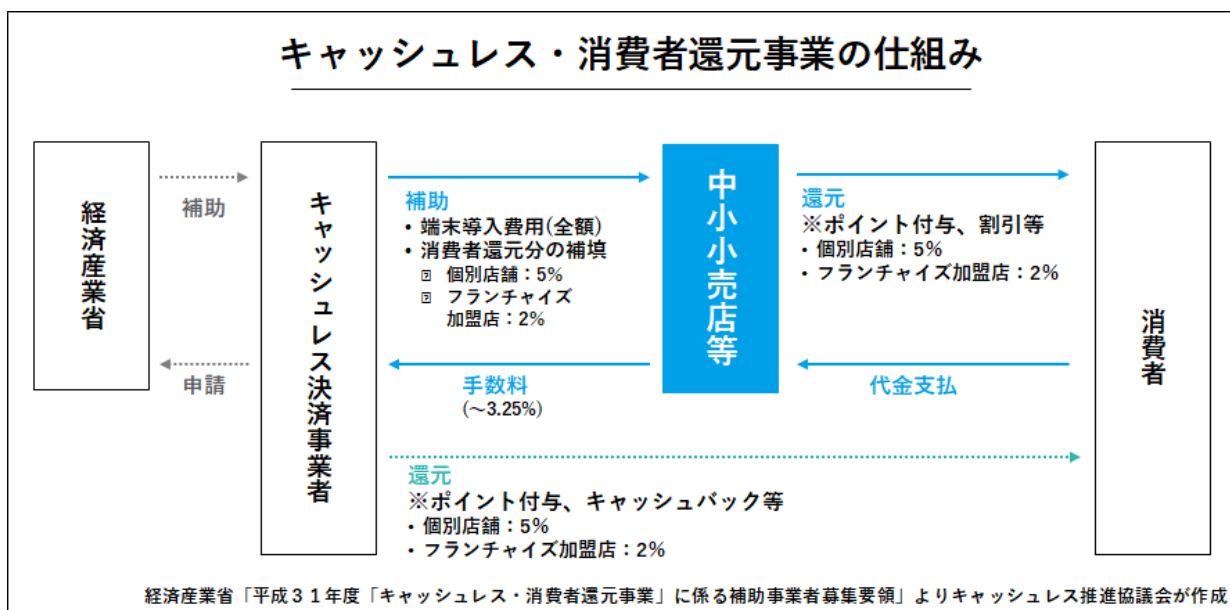 キャッシュレス・消費者還元事業の仕組み
経済産業省
補助
申請
キャッシュレス決済事業者
補助
・端末導入費用(全額)
・消費者還元分の補填
個別店舗：5%
フランチャイズ
加盟店：2%
手数料
(～3.25%)
中小小売店等
還元
※ポイント付与、割引等
・個別店舗：5%
・フランチャイズ加盟店：2%
代金支払
消費者
還元
※ポイント付与、キャッシュバック等
・個別店舗：5%
・フランチャイズ加盟店：2%
経済産業省「平成３１年度「キャッシュレス・消費者還元事業」に係る補助事業者募集要領」よりキャッシュレス推進協議会が作成